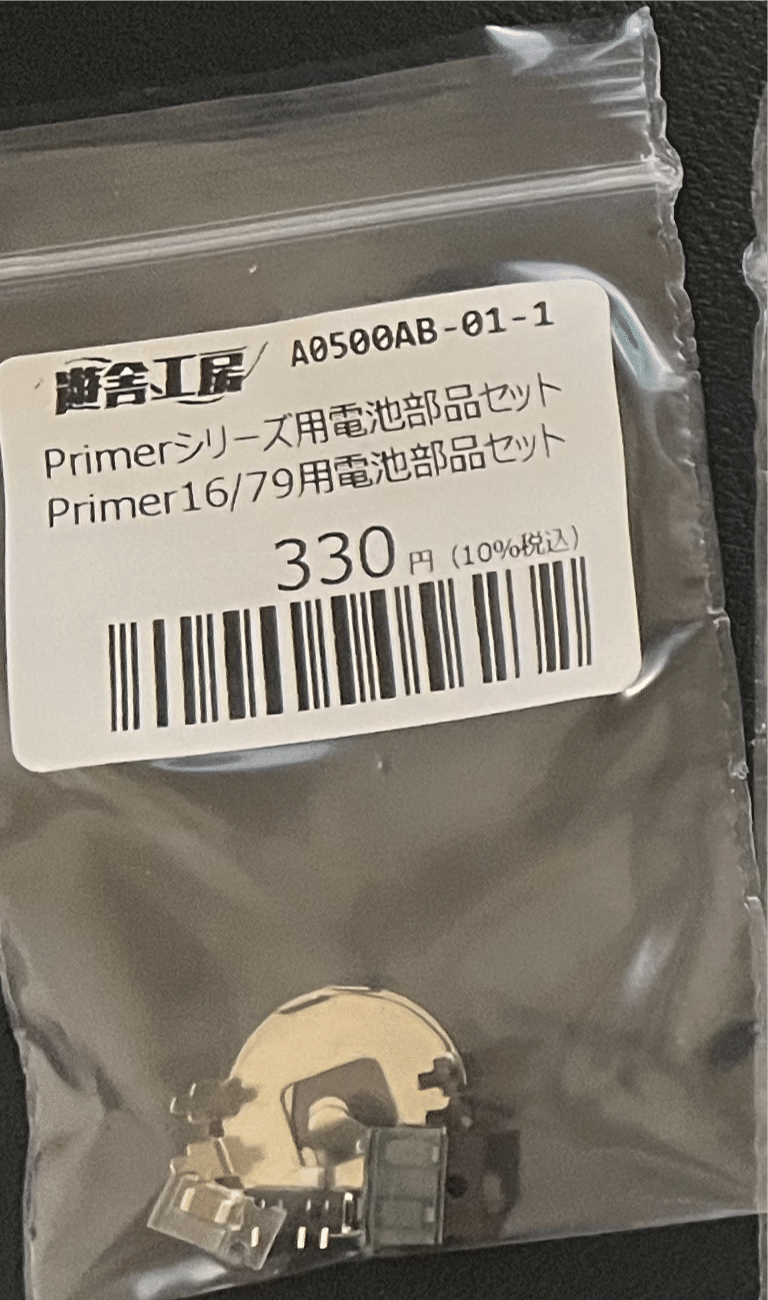 遊舎工房 A0500AB-01-1
Primerシリーズ用電池部品セット
Primer16/79用電池部品セット
330円（10%税込）